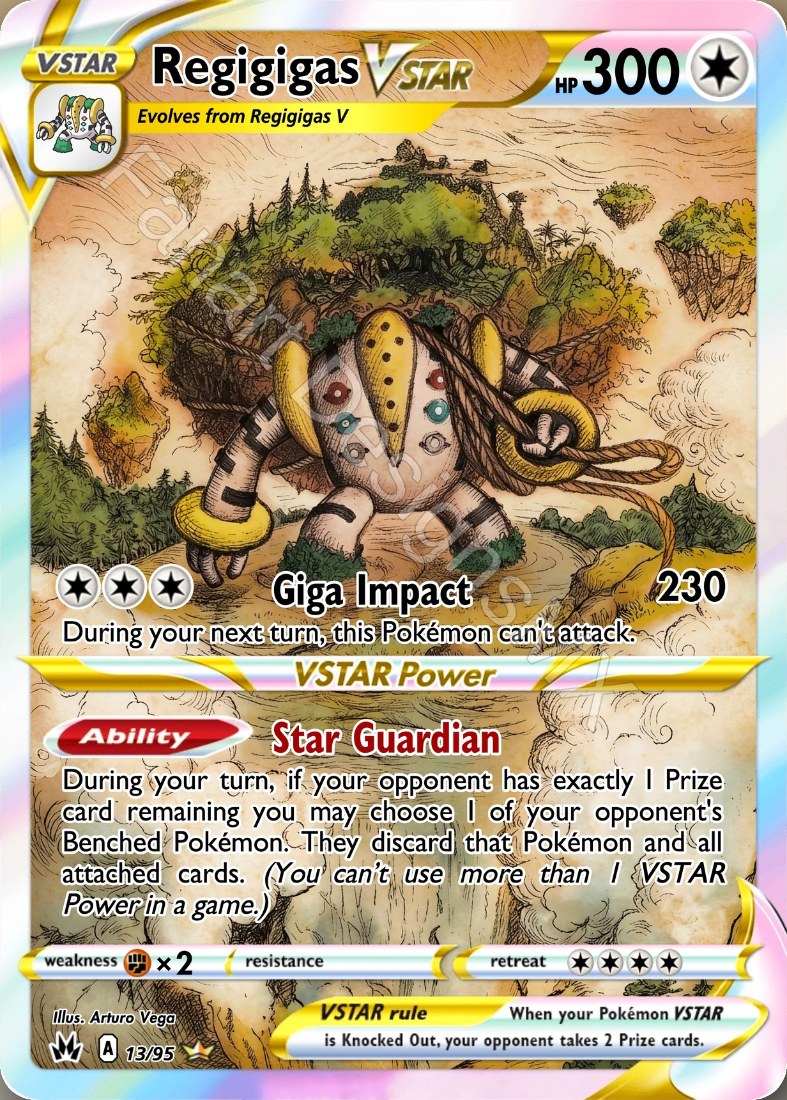 VSTAR
Regigigas VSTAR
HP 300
Evolves from Regigigas V
Fanart DesignsMX
Giga Impact 230
During your next turn, this Pokémon can't attack.
VSTAR Power
Ability
Star Guardian
During your turn, if your opponent has exactly 1 Prize
card remaining you may choose 1 of your opponent's
Benched Pokémon. They discard that Pokémon and all
attached cards. (You can't use more than 1 VSTAR
Power in a game.)
weakness ×2 resistance retreat
Illus. Arturo Vega
VSTAR rule When your Pokémon VSTAR
is Knocked Out, your opponent takes 2 Prize cards.
A 13/95